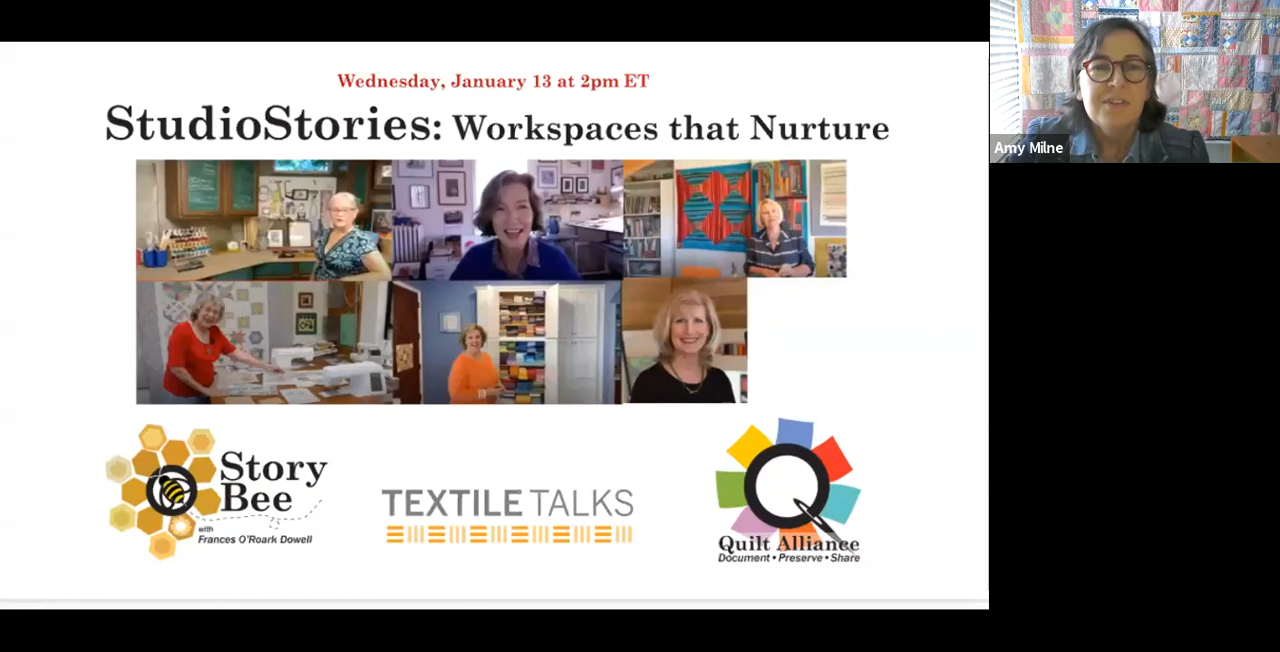 Wednesday, January 13 at 2pm ET
StudioStories: Workspaces that Nurture
Amy Milne
Story
Bee
with
Frances O'Roark Dowell
TEXTILE TALKS
Quilt Alliance
Document • Preserve • Share